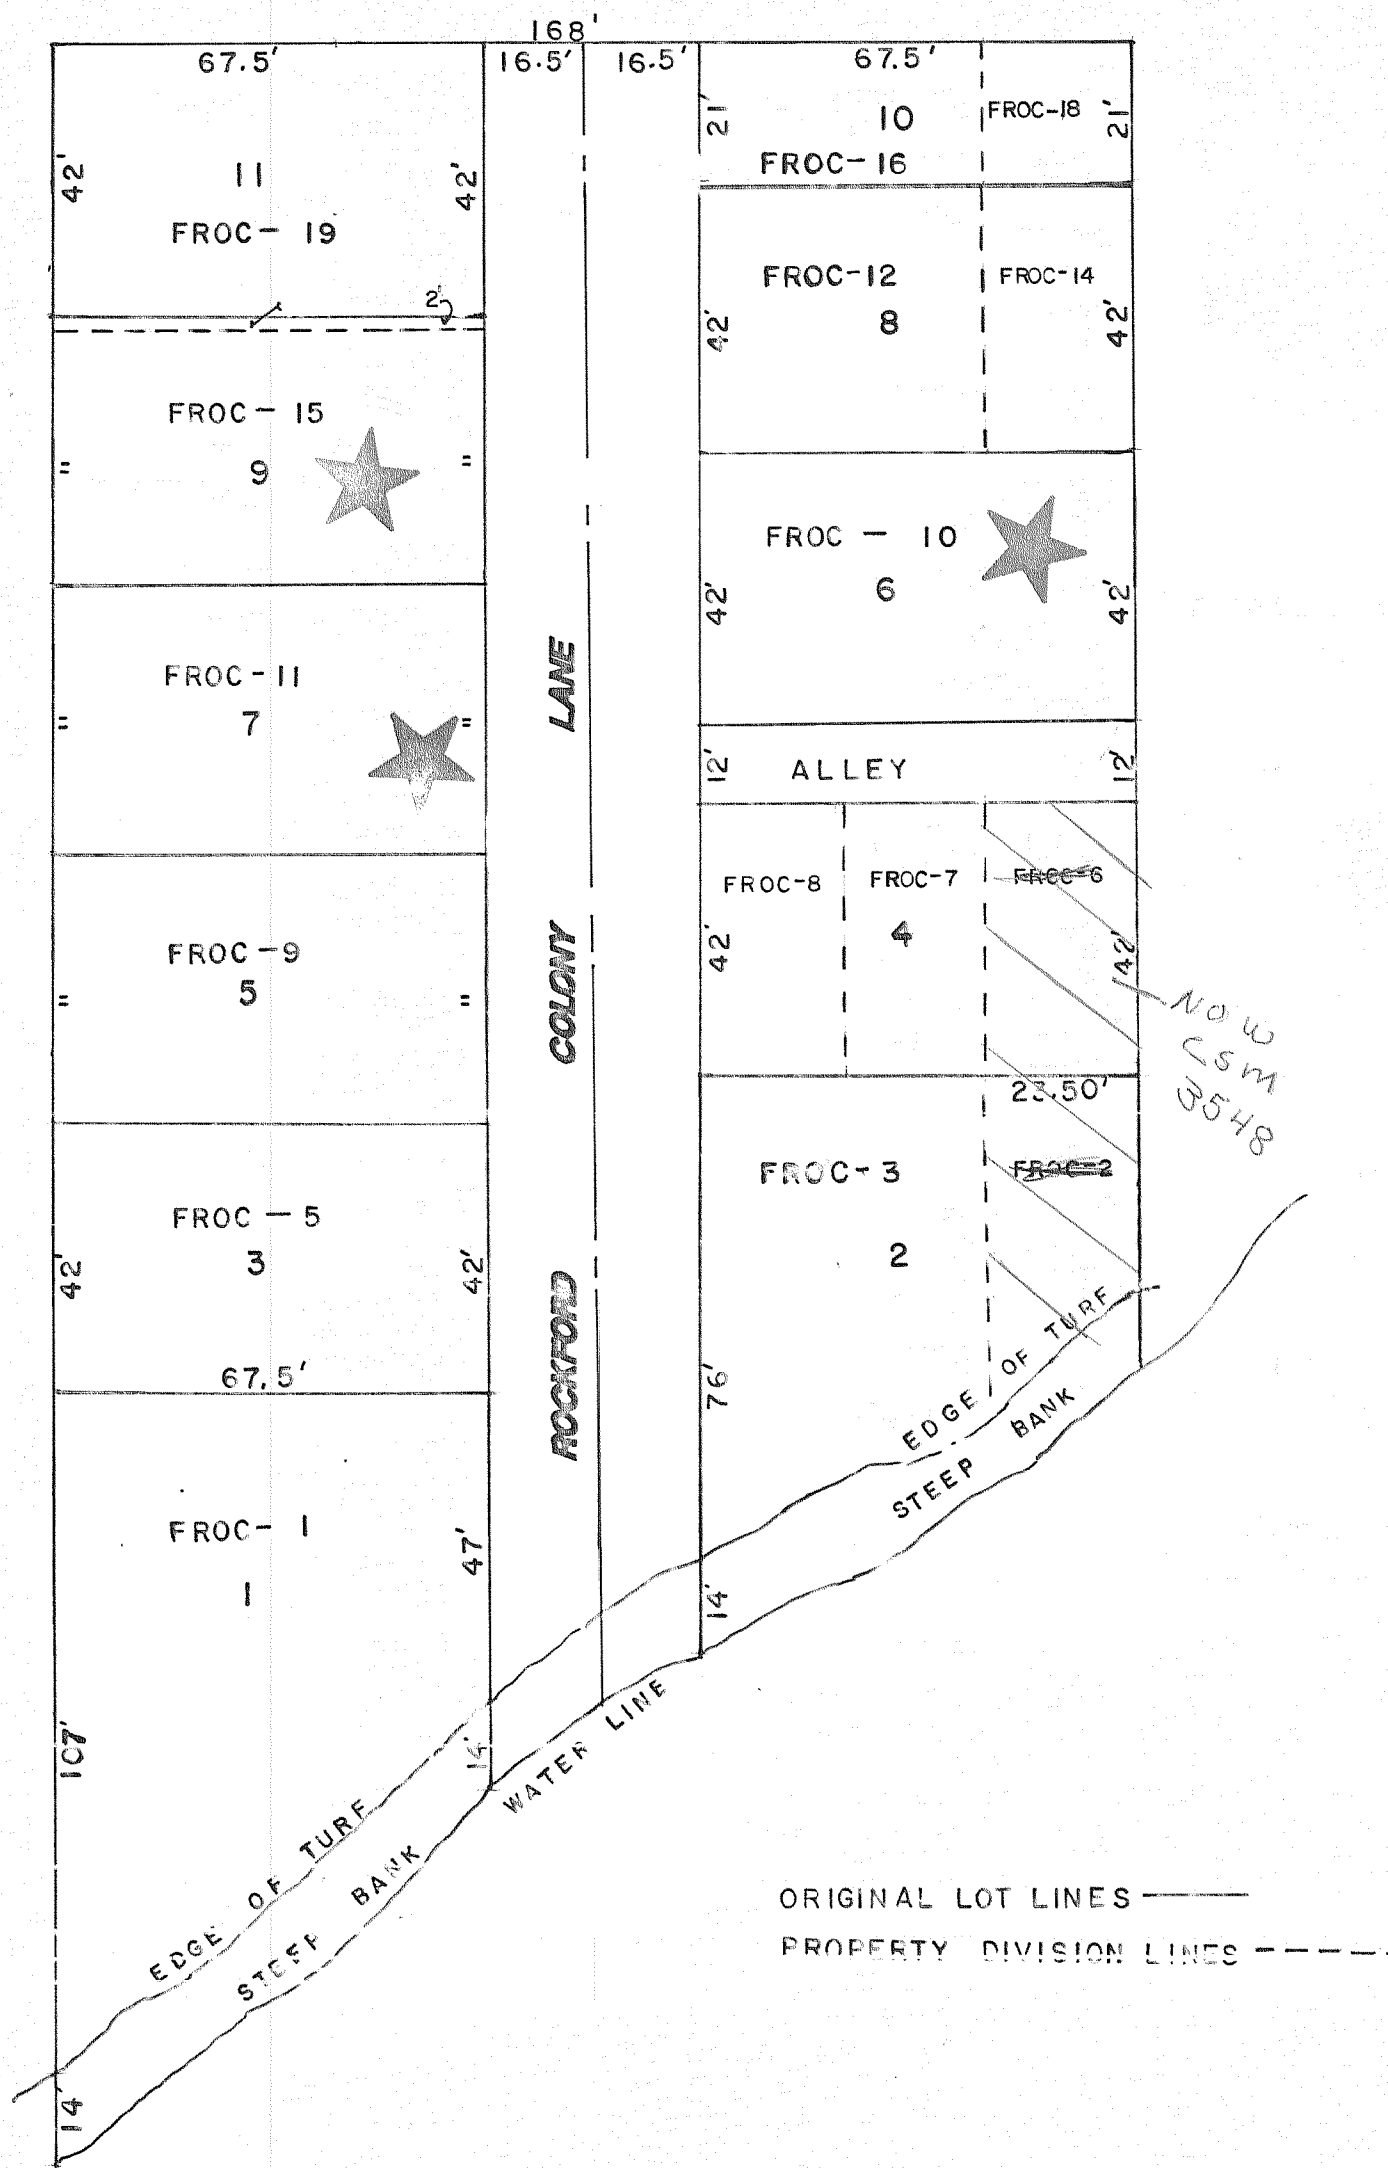 168'
67.5'
16.5'
16.5'
67.5'
42'
11
42'
FROC- 19
2'
FROC- 15
9
FROC-11
7
FROC-9
5
42'
FROC-5
3
42'
67.5'
FROC- 1
1
47'
107'
14'
14'
ROCKFORD COLONY LANE
21'
10
FROC-18
21'
FROC-16
FROC-12
FROC-14
42'
8
42'
FROC - 10
42'
6
42'
12'
ALLEY
12'
FROC-8
FROC-7
FROC-6
42'
4
42'
NOW
CSM
3548
23.50'
FROC-3
FROC-2
2
76'
14'
EDGE OF TURF
STEEP BANK
WATER LINE
EDGE OF TURF
STEEP BANK
ORIGINAL LOT LINES
PROPERTY DIVISION LINES